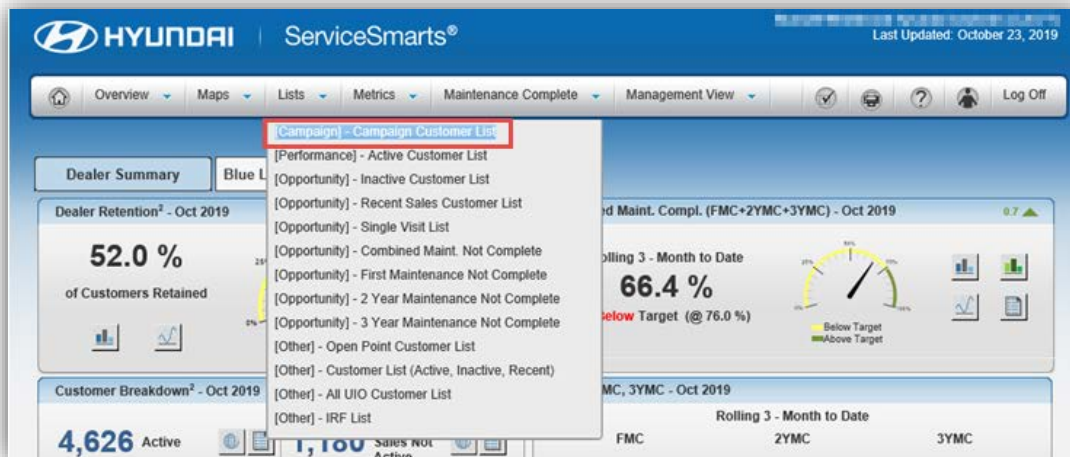 HYUNDAI ServiceSmarts®
Last Updated: October 23, 2019
Overview Maps Lists Metrics Maintenance Complete Management View Log Off
[Campaign] - Campaign Customer List
[Performance] - Active Customer List
[Opportunity] - Inactive Customer List
[Opportunity] - Recent Sales Customer List
[Opportunity] - Single Visit List
[Opportunity] - Combined Maint. Not Complete
[Opportunity] - First Maintenance Not Complete
[Opportunity] - 2 Year Maintenance Not Complete
[Opportunity] - 3 Year Maintenance Not Complete
[Other] - Open Point Customer List
[Other] - Customer List (Active, Inactive, Recent)
[Other] - All UIO Customer List
[Other] - IRF List
Dealer Summary Blue L
Dealer Retention² - Oct 2019
52.0 %
of Customers Retained
25%
0%
ed Maint. Compl. (FMC+2YMC+3YMC) - Oct 2019 0.7
olling 3 - Month to Date
66.4 %
elow Target (@ 76.0 %)
Below Target
Above Target
Customer Breakdown² - Oct 2019
4,626 Active
1,180 Sales Not
Active
MC, 3YMC - Oct 2019
Rolling 3 - Month to Date
FMC 2YMC 3YMC